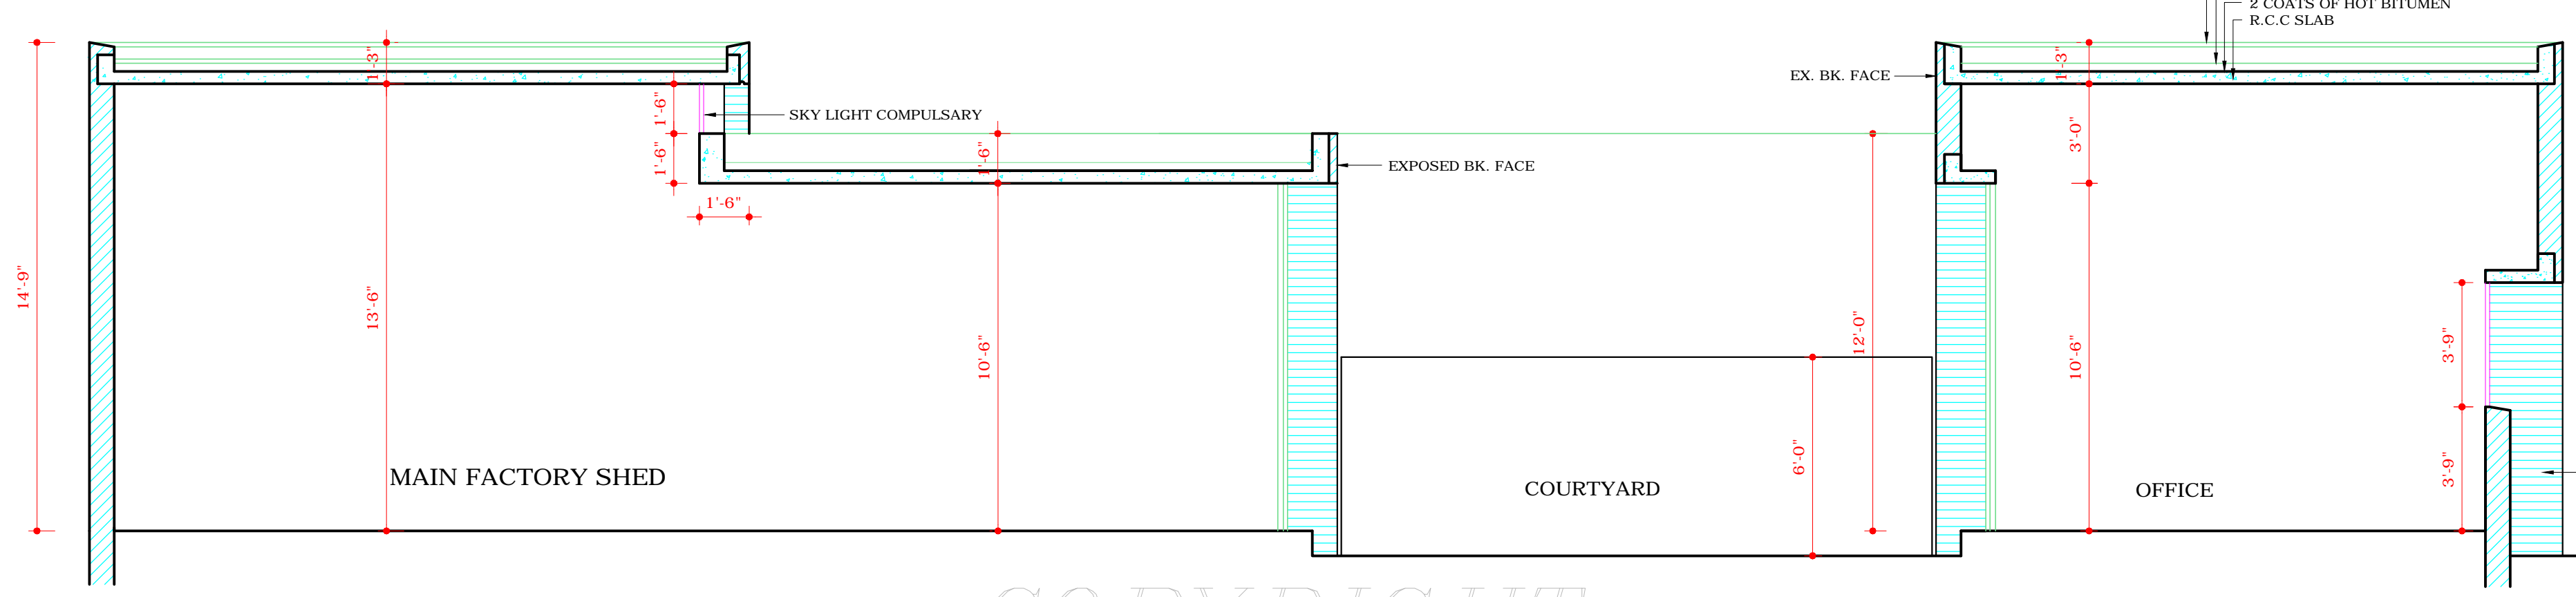 2 COATS OF HOT BITUMEN
R.C.C SLAB
1'-3"
EX. BK. FACE
1'-3"
1'-6"
SKY LIGHT COMPULSARY
3'-0"
1'-6"
1'-6"
EXPOSED BK. FACE
1'-6"
14'-9"
13'-6"
10'-6"
12'-0"
10'-6"
3'-9"
6'-0"
3'-9"
MAIN FACTORY SHED
COURTYARD
OFFICE
COPYRIGHT